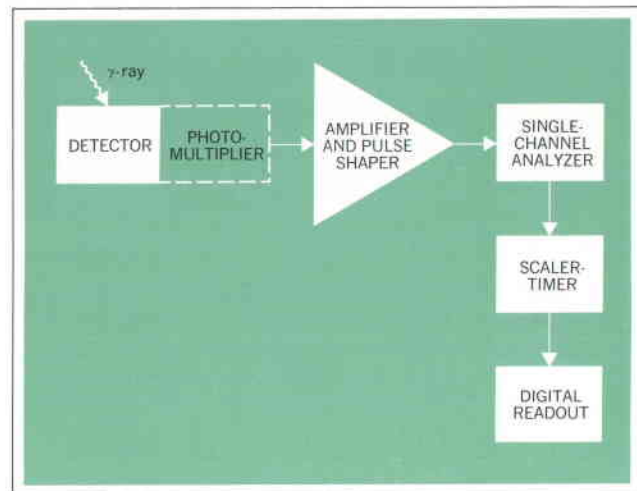 γ-ray
DETECTOR
PHOTO-
MULTIPLIER
AMPLIFIER
AND PULSE
SHAPER
SINGLE-
CHANNEL
ANALYZER
SCALER-
TIMER
DIGITAL
READOUT